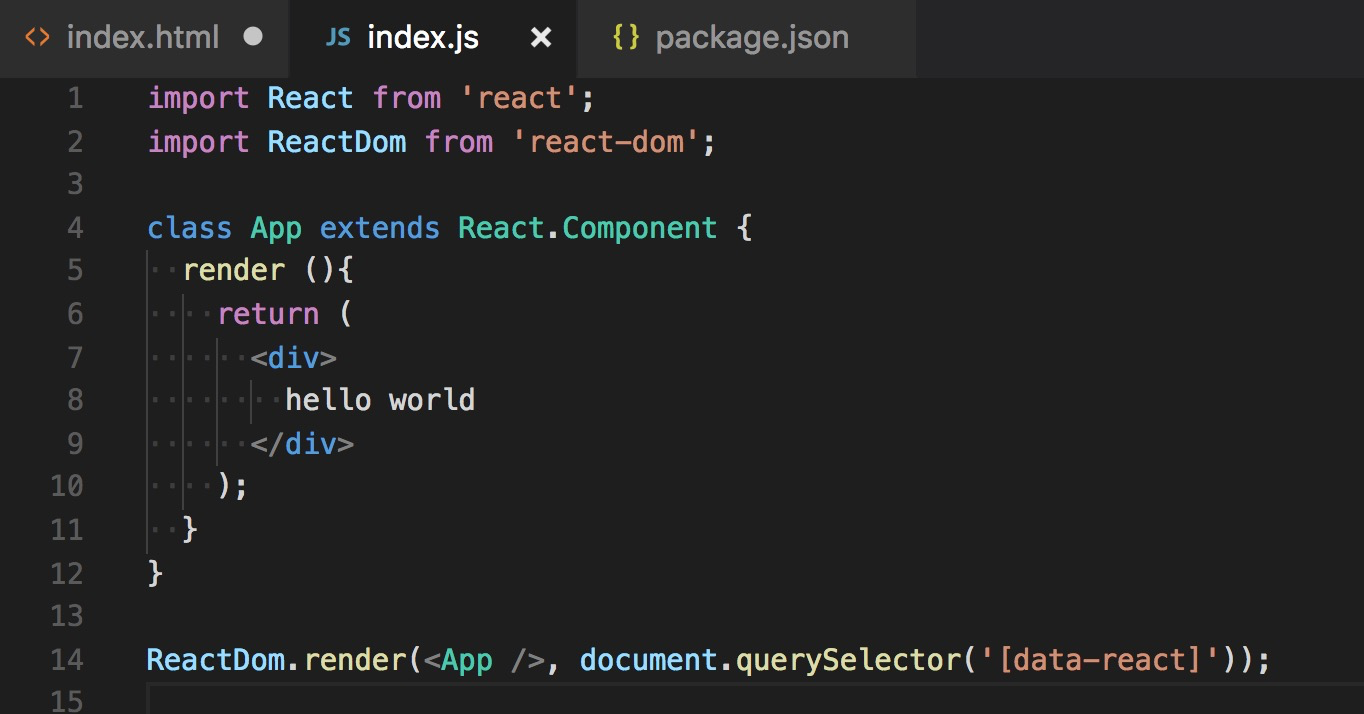 <> index.html ● JS index.js × {} package.json
1 import React from 'react';
2 import ReactDom from 'react-dom';
3
4 class App extends React.Component {
5   render (){
6     return (
7       <div>
8         hello world
9       </div>
10     );
11   }
12 }
13
14 ReactDom.render(<App />, document.querySelector('[data-react]'));
15